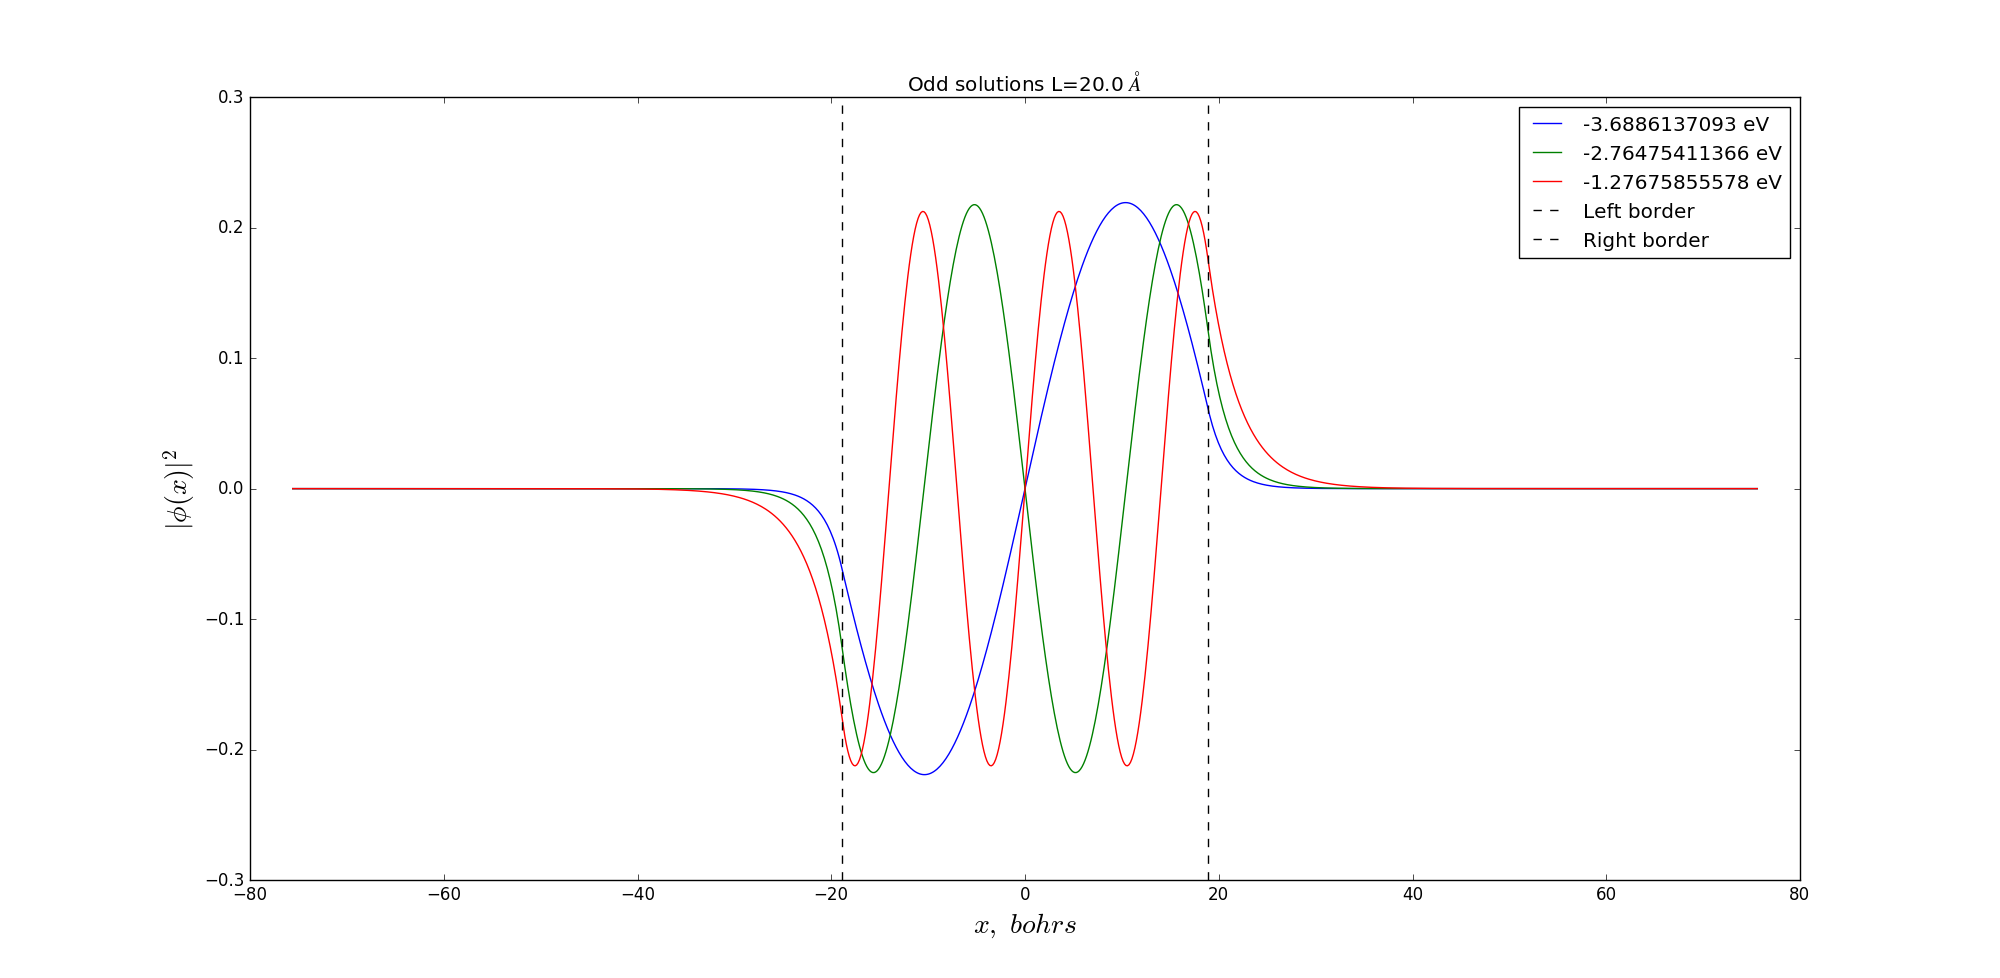 Odd solutions L=20.0 Å
0.3
0.2
0.1
0.0
−0.1
−0.2
−0.3
|ϕ(x)|²
-3.6886137093 eV
-2.76475411366 eV
-1.27675855578 eV
Left border
Right border
−80 −60 −40 −20 0 20 40 60 80
x, bohrs